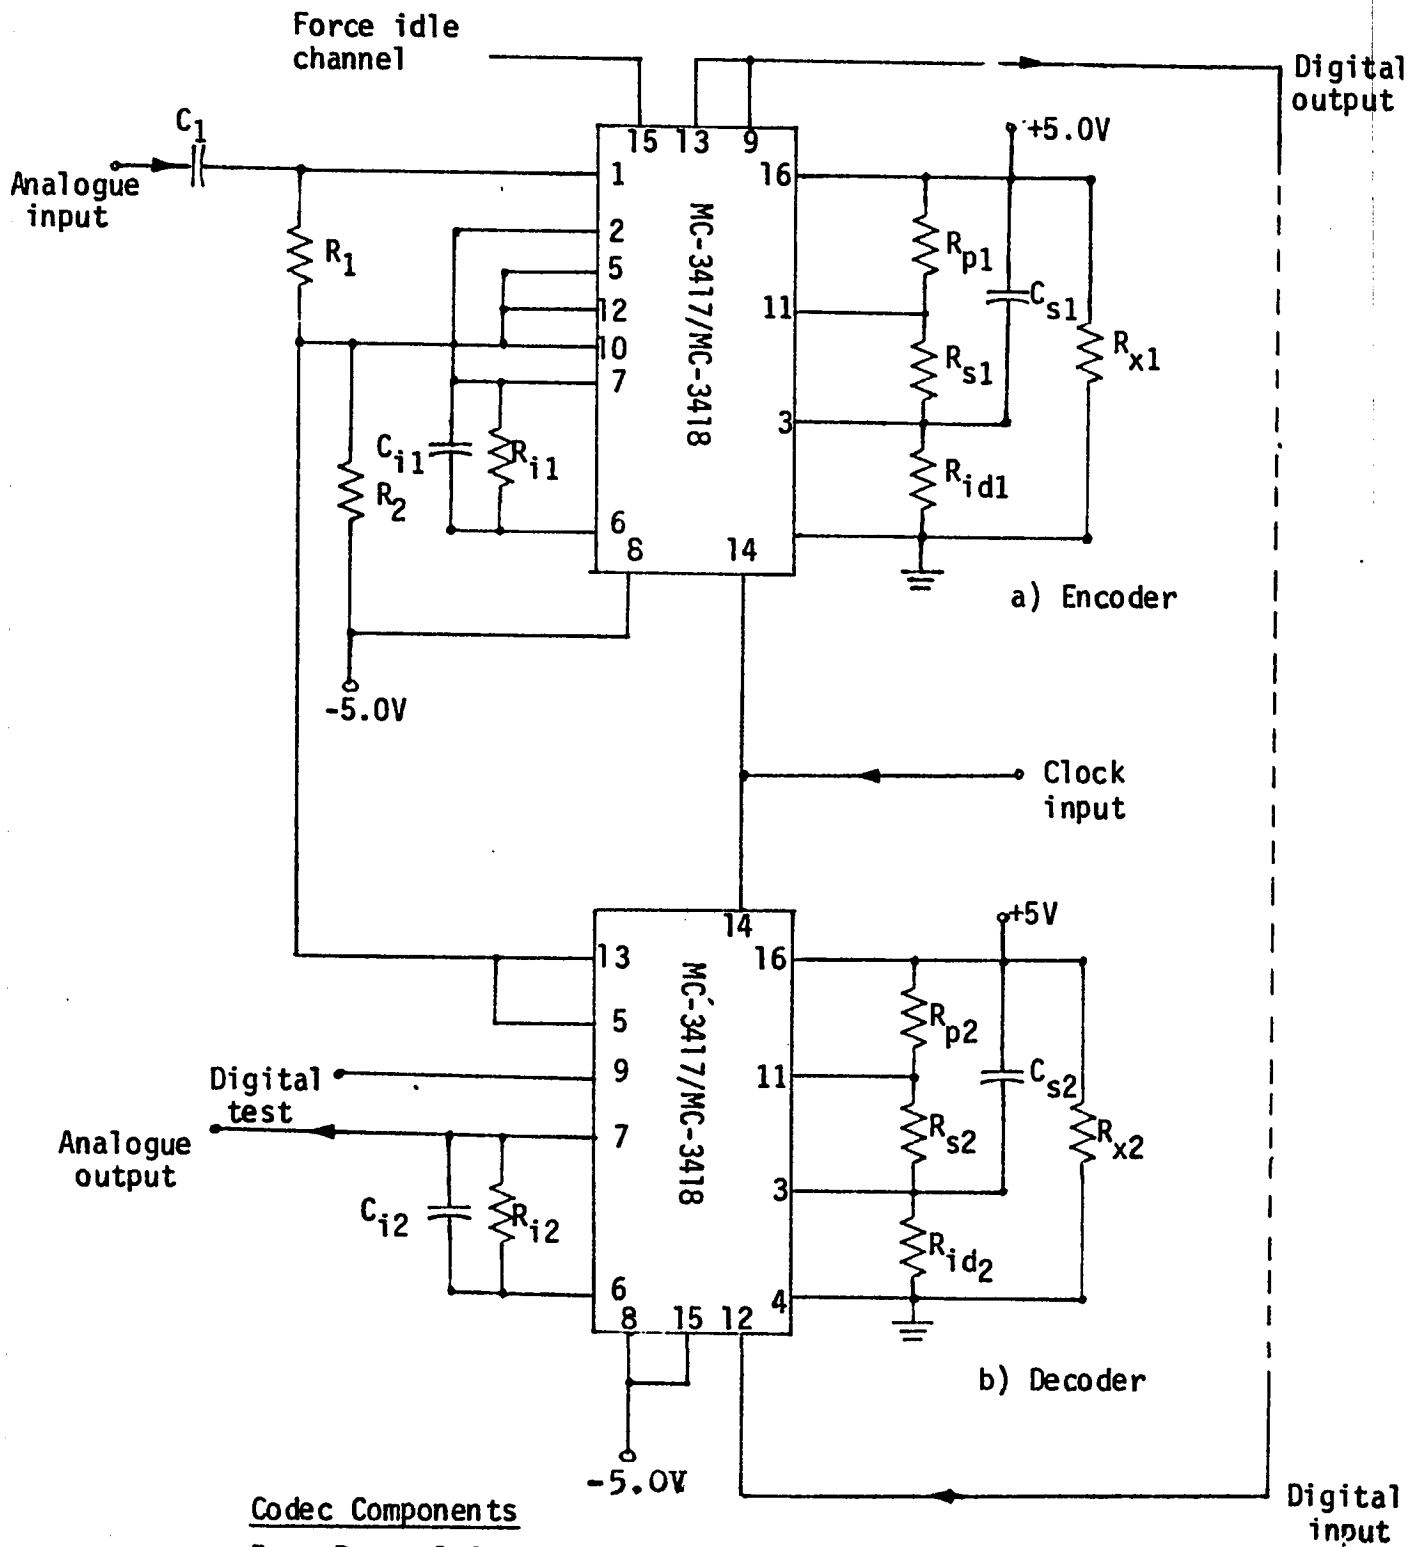 Force idle
channel
Digital
output
C1
Analogue
input
15 13 9
+5.0V
1
16
2
R1
Rp1
5
12
11
Cs1
10
Rs1
Rx1
7
MC-3417/MC-3418
3
Ci1
Ri1
Rid1
R2
6
8
14
a) Encoder
-5.0V
Clock
input
14
+5V
13
16
Rp2
5
MC-3417/MC-3418
Digital
test
9
11
Cs2
Analogue
output
7
Rs2
Rx2
3
Ci2
Ri2
Rid2
6
4
8 15 12
b) Decoder
-5.0V
Codec Components
Digital
input